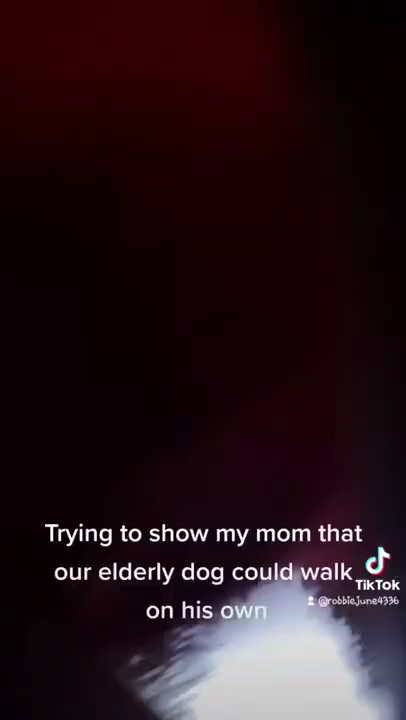 Trying to show my mom that
our elderly dog could walk
on his own
TikTok
@robbiejune4336